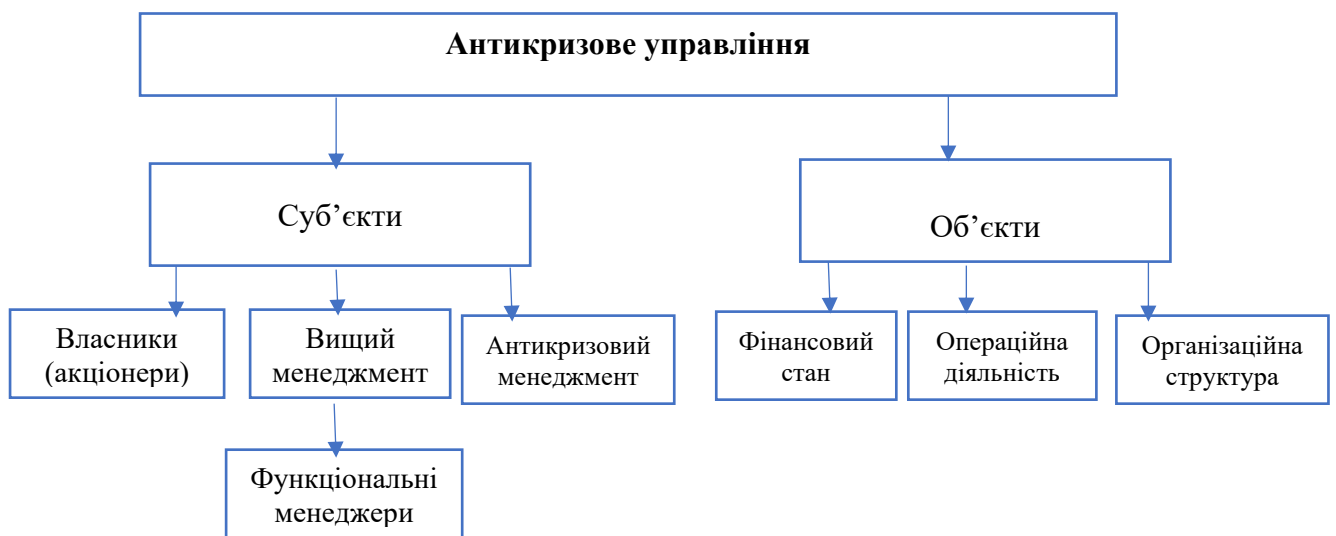 Антикризове управління
Суб’єкти
Об’єкти
Власники
(акціонери)
Вищий
менеджмент
Антикризовий
менеджмент
Фінансовий
стан
Операційна
діяльність
Організаційна
структура
Функціональні
менеджери